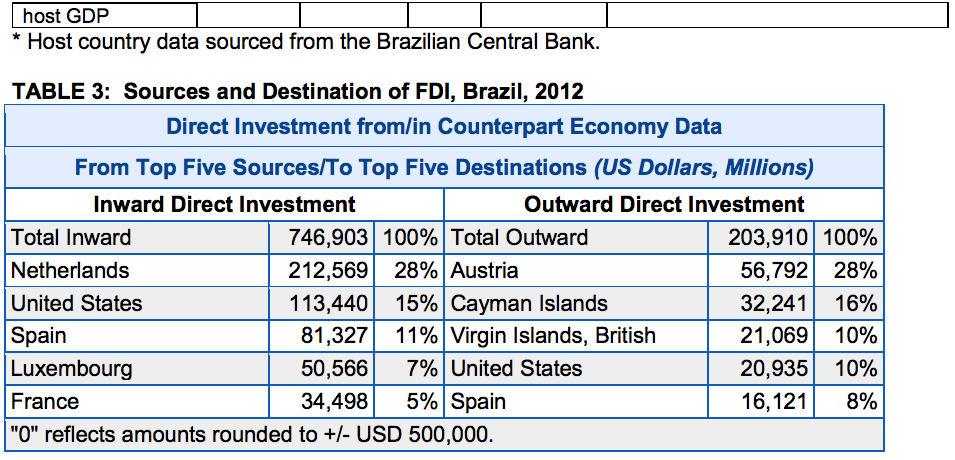 host GDP
* Host country data sourced from the Brazilian Central Bank.
TABLE 3: Sources and Destination of FDI, Brazil, 2012
Direct Investment from/in Counterpart Economy Data
From Top Five Sources/To Top Five Destinations (US Dollars, Millions)
Inward Direct Investment Outward Direct Investment
Total Inward 746,903 100% Total Outward 203,910 100%
Netherlands 212,569 28% Austria 56,792 28%
United States 113,440 15% Cayman Islands 32,241 16%
Spain 81,327 11% Virgin Islands, British 21,069 10%
Luxembourg 50,566 7% United States 20,935 10%
France 34,498 5% Spain 16,121 8%
"0" reflects amounts rounded to +/- USD 500,000.